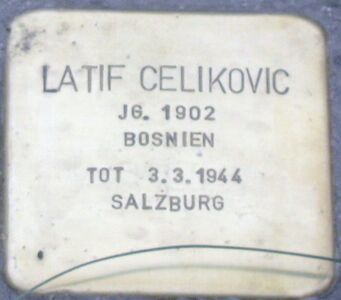 LATIF CELIKOVIC
JG. 1902
BOSNIEN
TOT 3.3.1944
SALZBURG